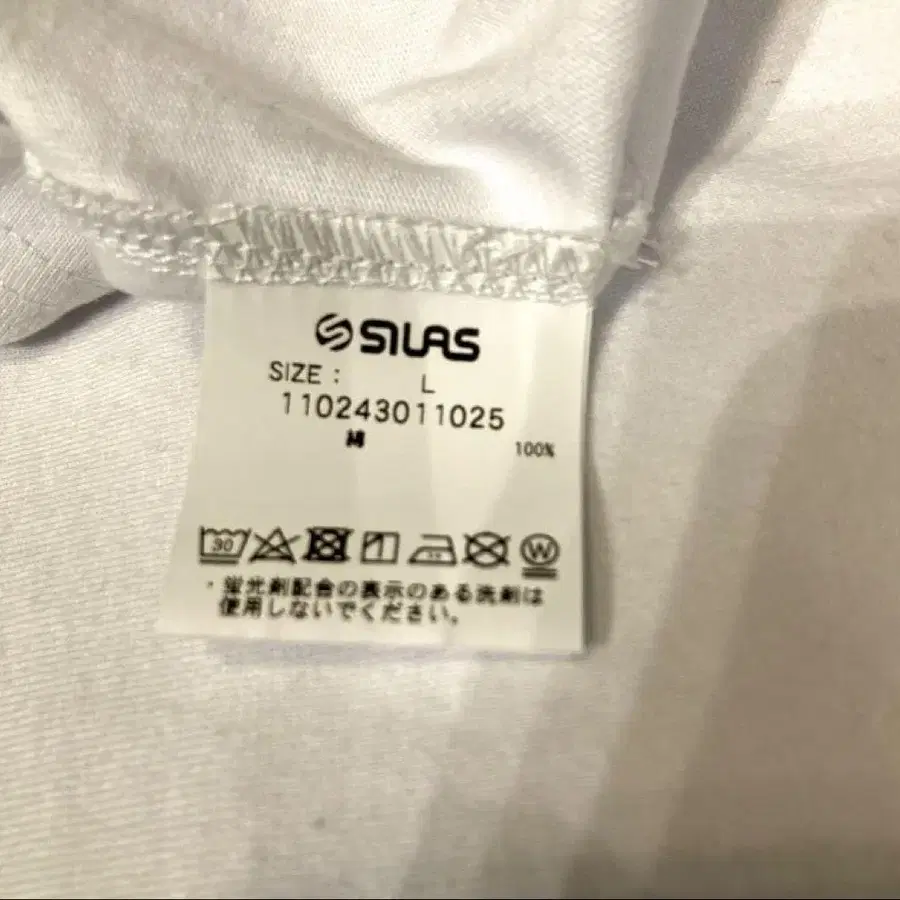 SILAS
SIZE : L
110243011025
綿 100%
30 W
・蛍光剤配合の表示のある洗剤は
使用しないでください。